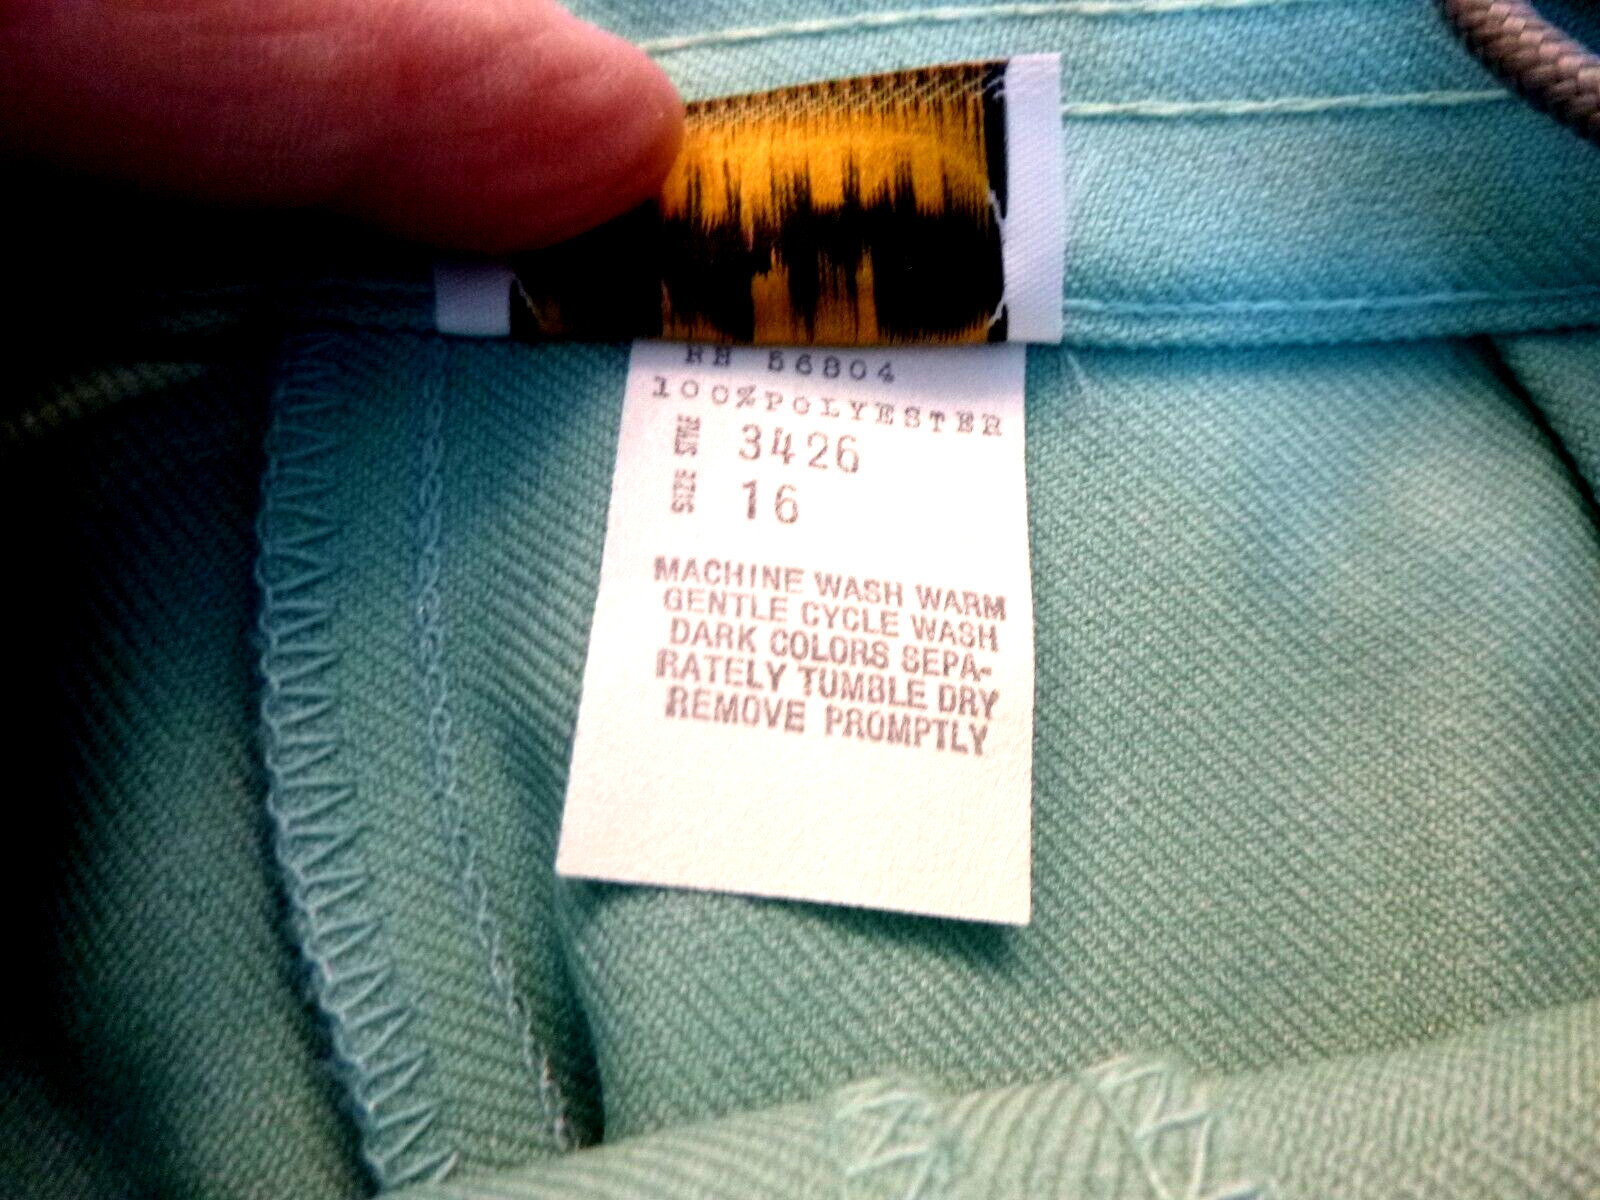 RN 56804
100%POLYESTER
STYLE 3426
SIZE 16
MACHINE WASH WARM
GENTLE CYCLE WASH
DARK COLORS SEPA-
RATELY TUMBLE DRY
REMOVE PROMPTLY